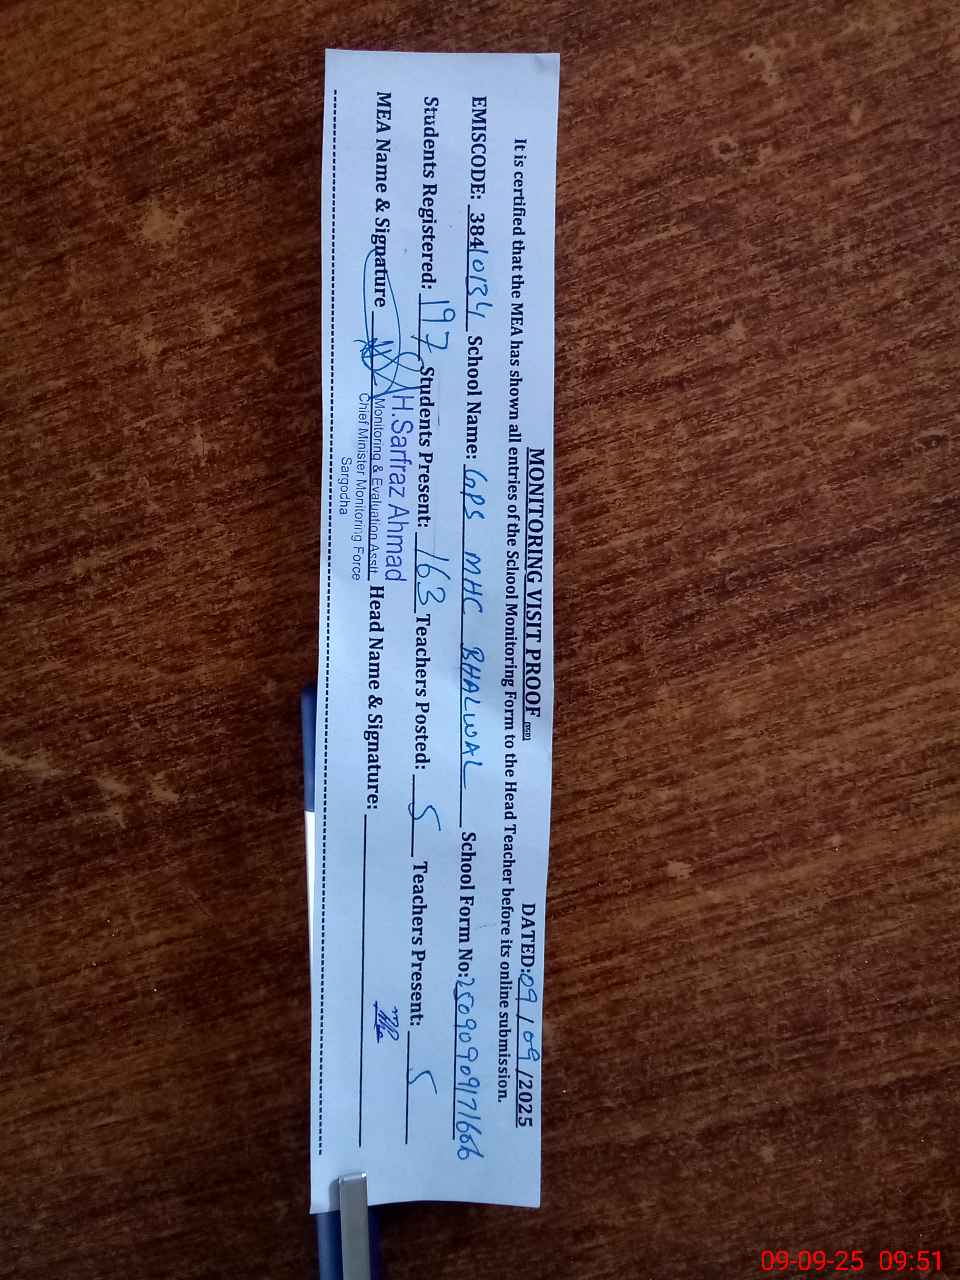 MONITORING VISIT PROOF (DSD) DATED:09/09/2025
It is certified that the MEA has shown all entries of the School Monitoring Form to the Head Teacher before its online submission.
EMISCODE: 38410134 School Name: GPS MHC BHALWAL School Form No:
Students Registered: 197 Students Present: 163 Teachers Posted: 5 Teachers Present: 5
H.Sarfraz Ahmad
MEA Name & Signature Monitoring & Evaluation Asstt. Head Name & Signature:
Chief Minister Monitoring Force
Sargodha
09-09-25 09:51